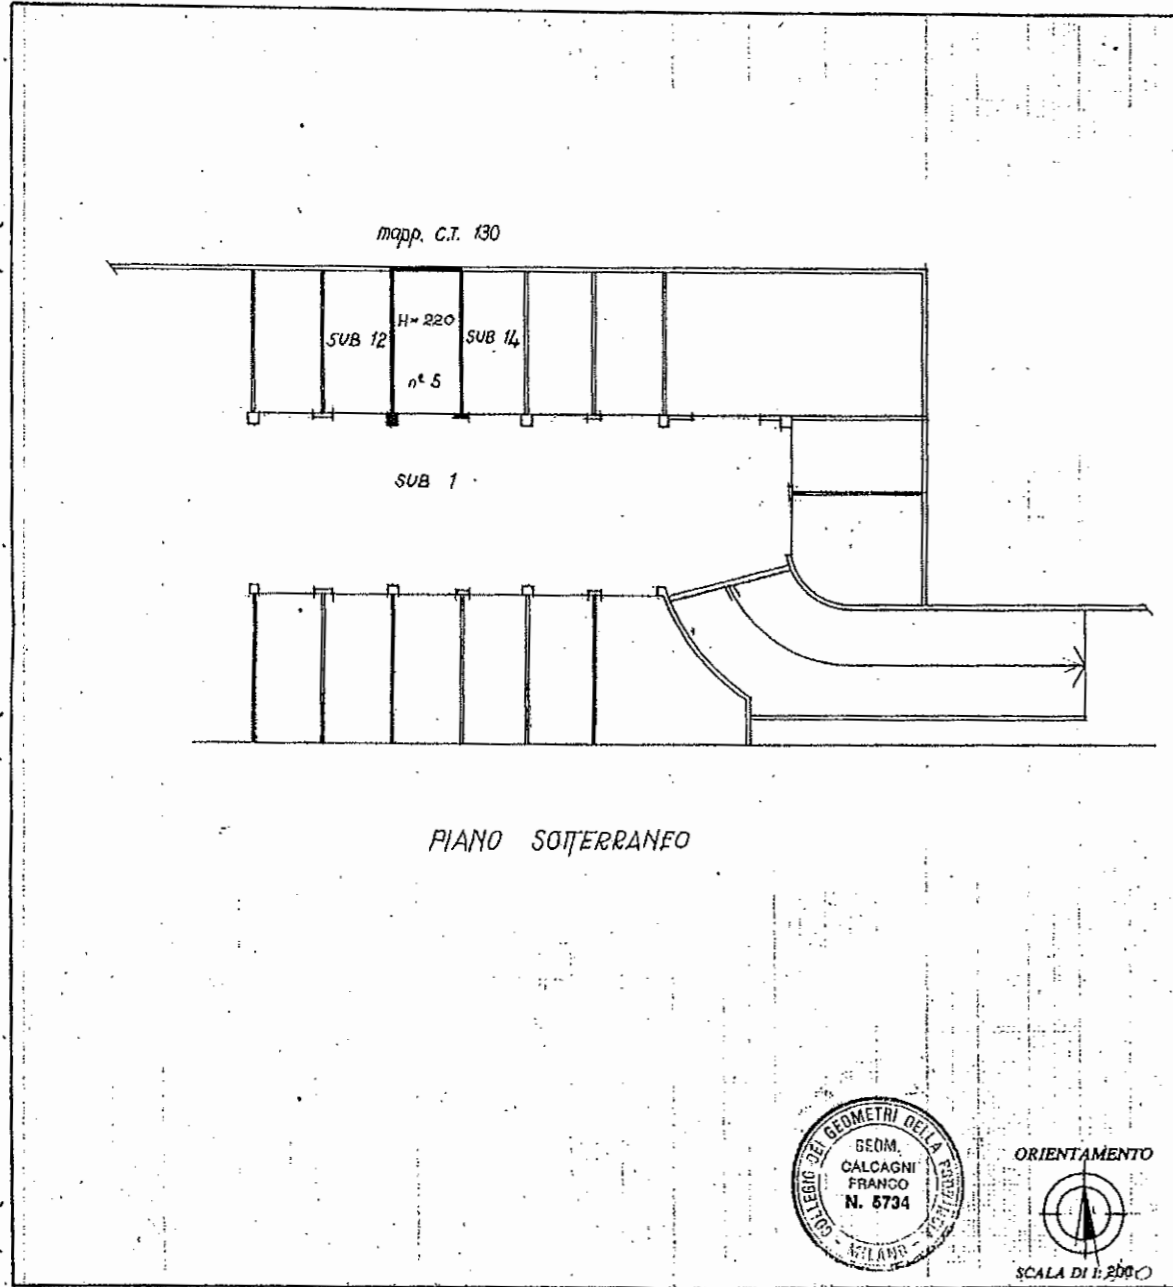 mapp. C.T. 130
SUB 12
H= 220
SUB 14
n° 5
SUB 1
PIANO SOTTERRANEO
COLLEGIO DEI GEOMETRI DELLA PROVINCIA - MILANO -
GEOM.
CALCAGNI
FRANCO
N. 5734
ORIENTAMENTO
SCALA DI 1: 200